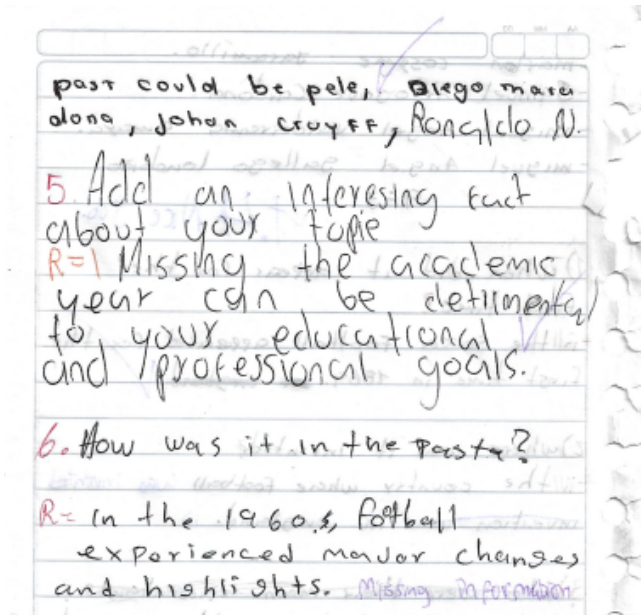 past could be pele, Diego mara
dona, johan cruyff, Ronaldo N.
5. Add an interesing fact
about your topic
R=1 Missing the academic
year can be detrimental
to your educational
and professional goals.
6. How was it in the pasta?
R= in the 1960.s, football
experienced mador changes
and highlights. Missing information